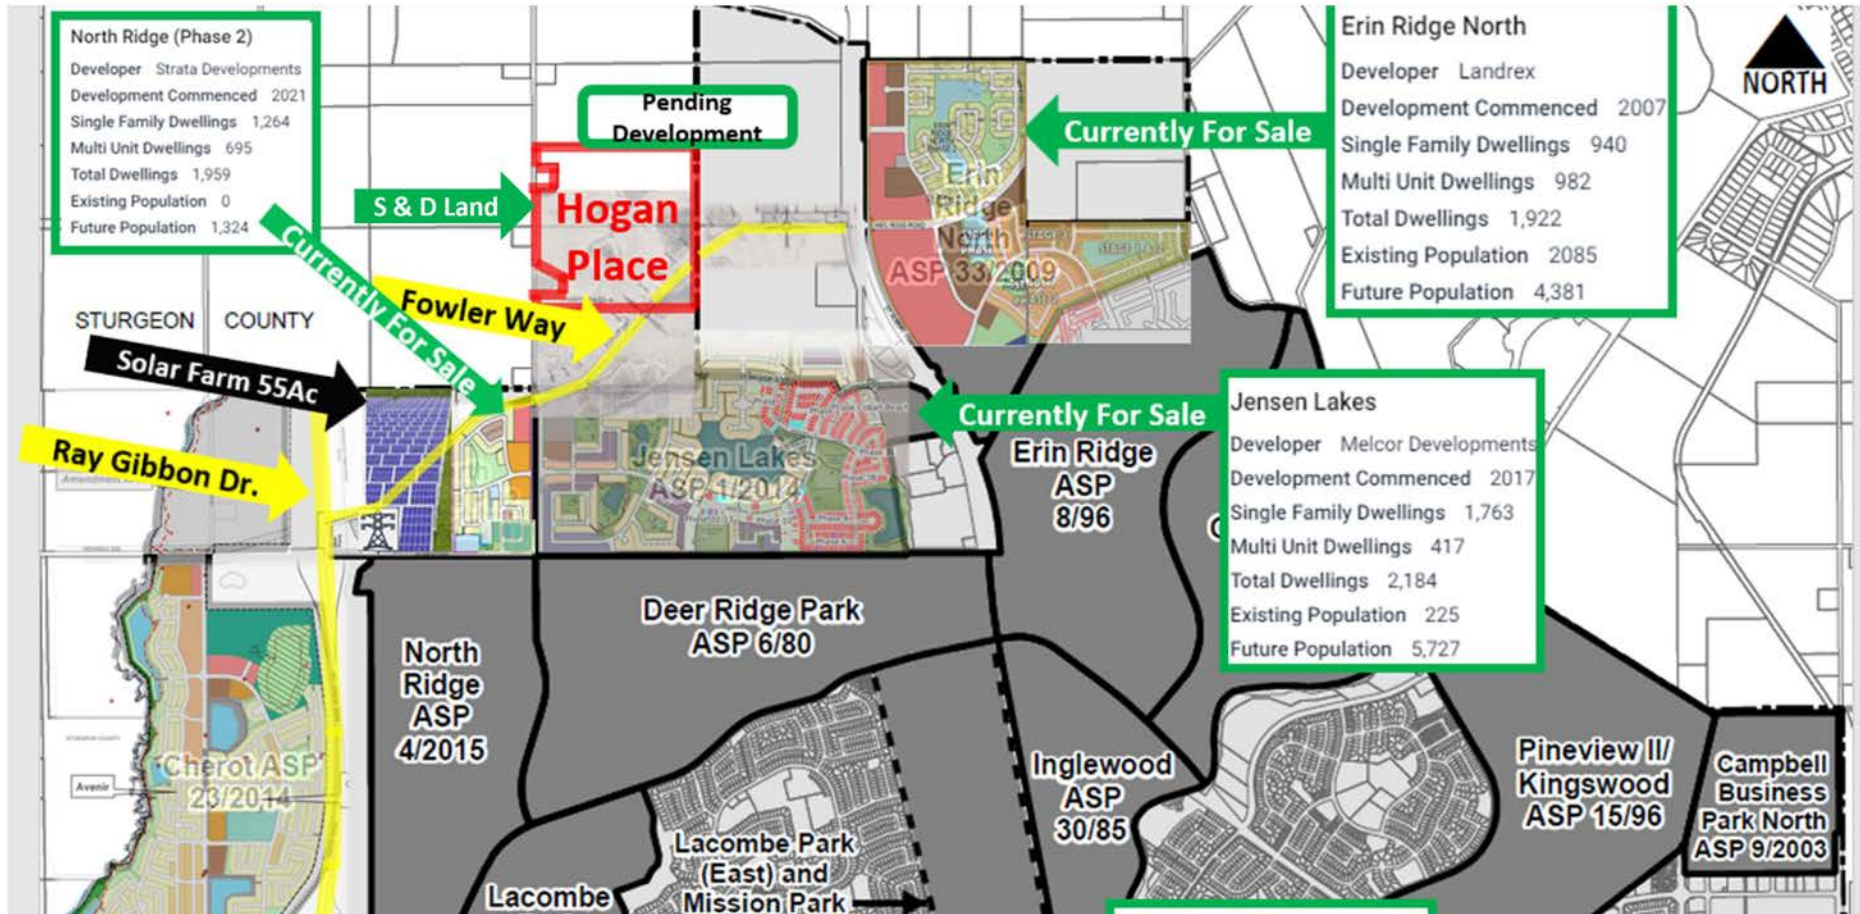 North Ridge (Phase 2)
Developer Strata Developments
Development Commenced 2021
Single Family Dwellings 1,264
Multi Unit Dwellings 695
Total Dwellings 1,959
Existing Population 0
Future Population 1,324
Pending
Development
Currently For Sale
Erin Ridge North
Developer Landrex
Development Commenced 2007
Single Family Dwellings 940
Multi Unit Dwellings 982
Total Dwellings 1,922
Existing Population 2085
Future Population 4,381
NORTH
S & D Land
Hogan
Place
Erin
Ridge
North
ASP 33/2009
Currently For Sale
Fowler Way
STURGEON COUNTY
Solar Farm 55Ac
Ray Gibbon Dr.
Jensen Lakes
ASP 1/2014
Currently For Sale
Jensen Lakes
Developer Melcor Developments
Development Commenced 2017
Single Family Dwellings 1,763
Multi Unit Dwellings 417
Total Dwellings 2,184
Existing Population 225
Future Population 5,727
Erin Ridge
ASP
8/96
Deer Ridge Park
ASP 6/80
North
Ridge
ASP
4/2015
Cherot ASP
23/2014
Avenir
Inglewood
ASP
30/85
Pineview II/
Kingswood
ASP 15/96
Campbell
Business
Park North
ASP 9/2003
Lacombe Park
(East) and
Mission Park
Lacombe